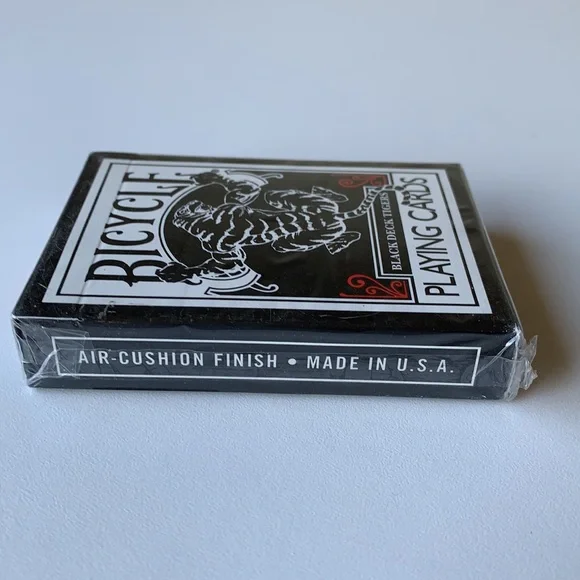 BICYCLE
BLACK DECK TIGERS
PLAYING CARDS
AIR-CUSHION FINISH • MADE IN U.S.A.